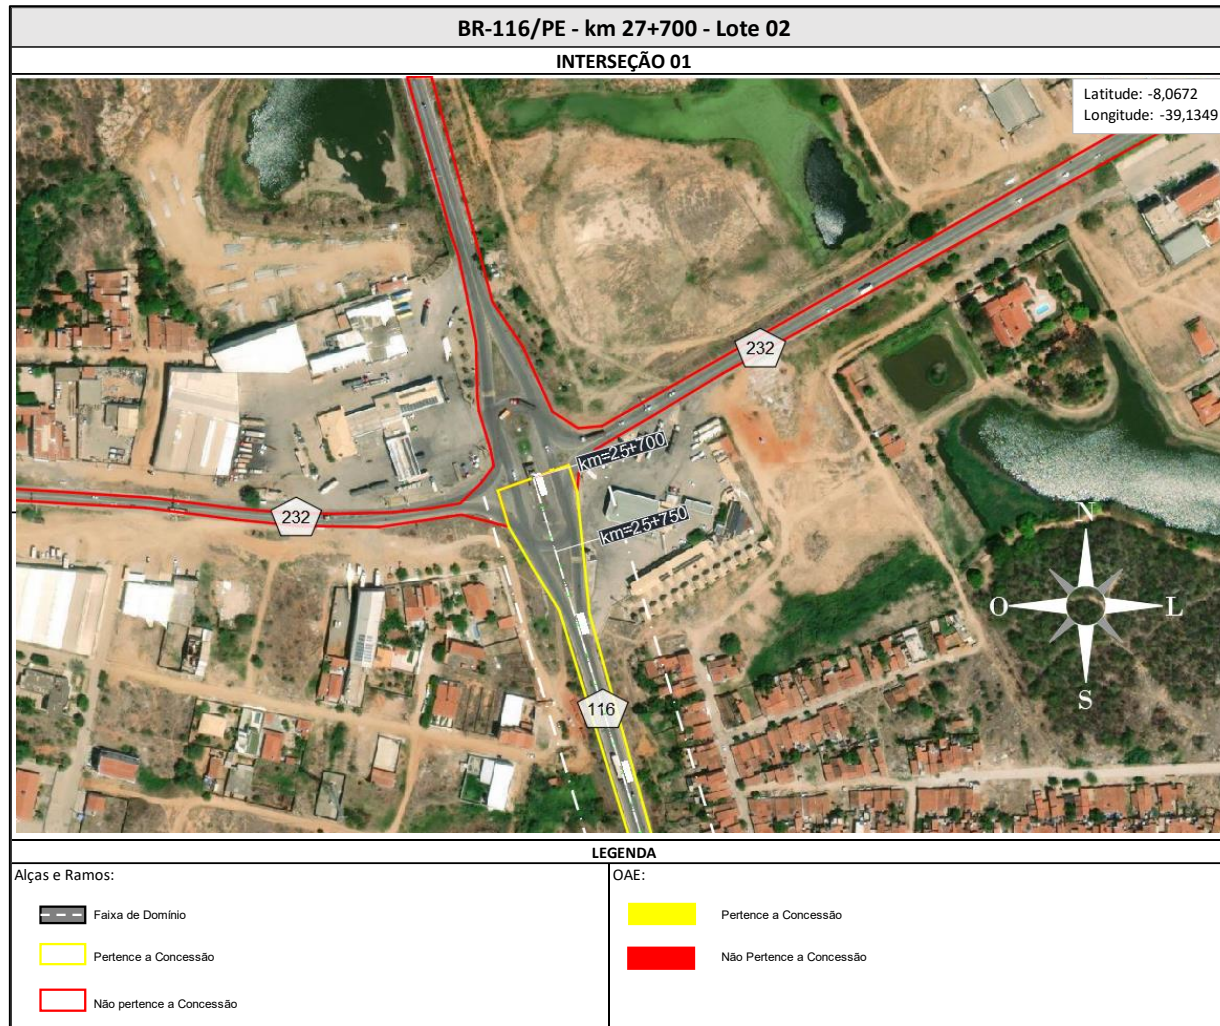 BR-116/PE - km 27+700 - Lote 02
INTERSEÇÃO 01
Latitude: -8,0672
Longitude: -39,1349
232
km=25+700
232
km=25+750
N
O
L
S
116
LEGENDA
Alças e Ramos:
OAE:
Faixa de Domínio
Pertence a Concessão
Pertence a Concessão
Não Pertence a Concessão
Não pertence a Concessão